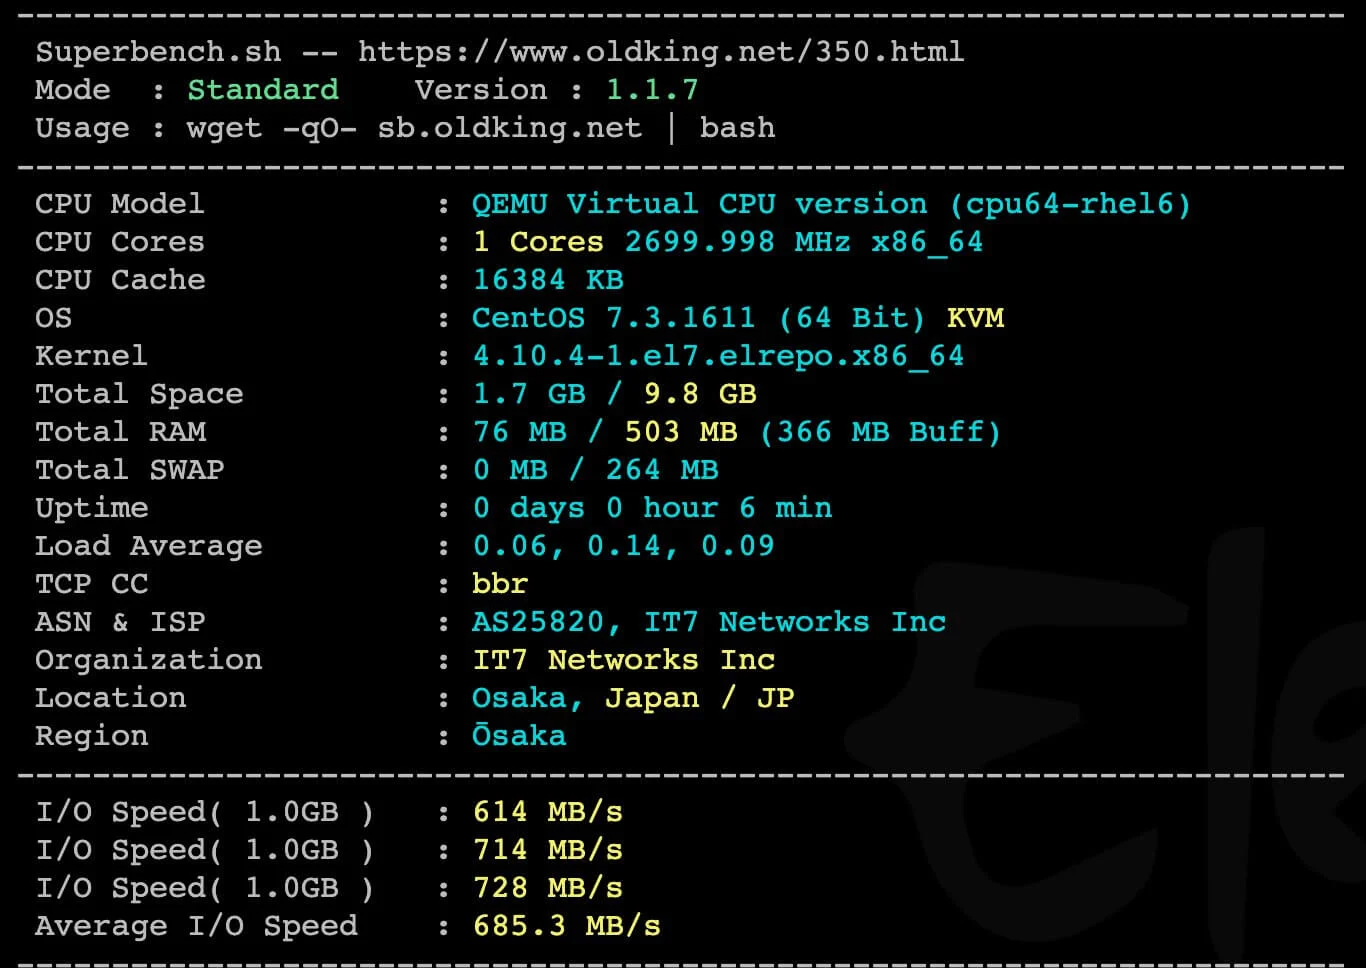 Superbench.sh -- https://www.oldking.net/350.html
Mode : Standard Version : 1.1.7
Usage : wget -qO- sb.oldking.net | bash
CPU Model : QEMU Virtual CPU version (cpu64-rhel6)
CPU Cores : 1 Cores 2699.998 MHz x86_64
CPU Cache : 16384 KB
OS : CentOS 7.3.1611 (64 Bit) KVM
Kernel : 4.10.4-1.el7.elrepo.x86_64
Total Space : 1.7 GB / 9.8 GB
Total RAM : 76 MB / 503 MB (366 MB Buff)
Total SWAP : 0 MB / 264 MB
Uptime : 0 days 0 hour 6 min
Load Average : 0.06, 0.14, 0.09
TCP CC : bbr
ASN & ISP : AS25820, IT7 Networks Inc
Organization : IT7 Networks Inc
Location : Osaka, Japan / JP
Region : Ōsaka
I/O Speed( 1.0GB ) : 614 MB/s
I/O Speed( 1.0GB ) : 714 MB/s
I/O Speed( 1.0GB ) : 728 MB/s
Average I/O Speed : 685.3 MB/s